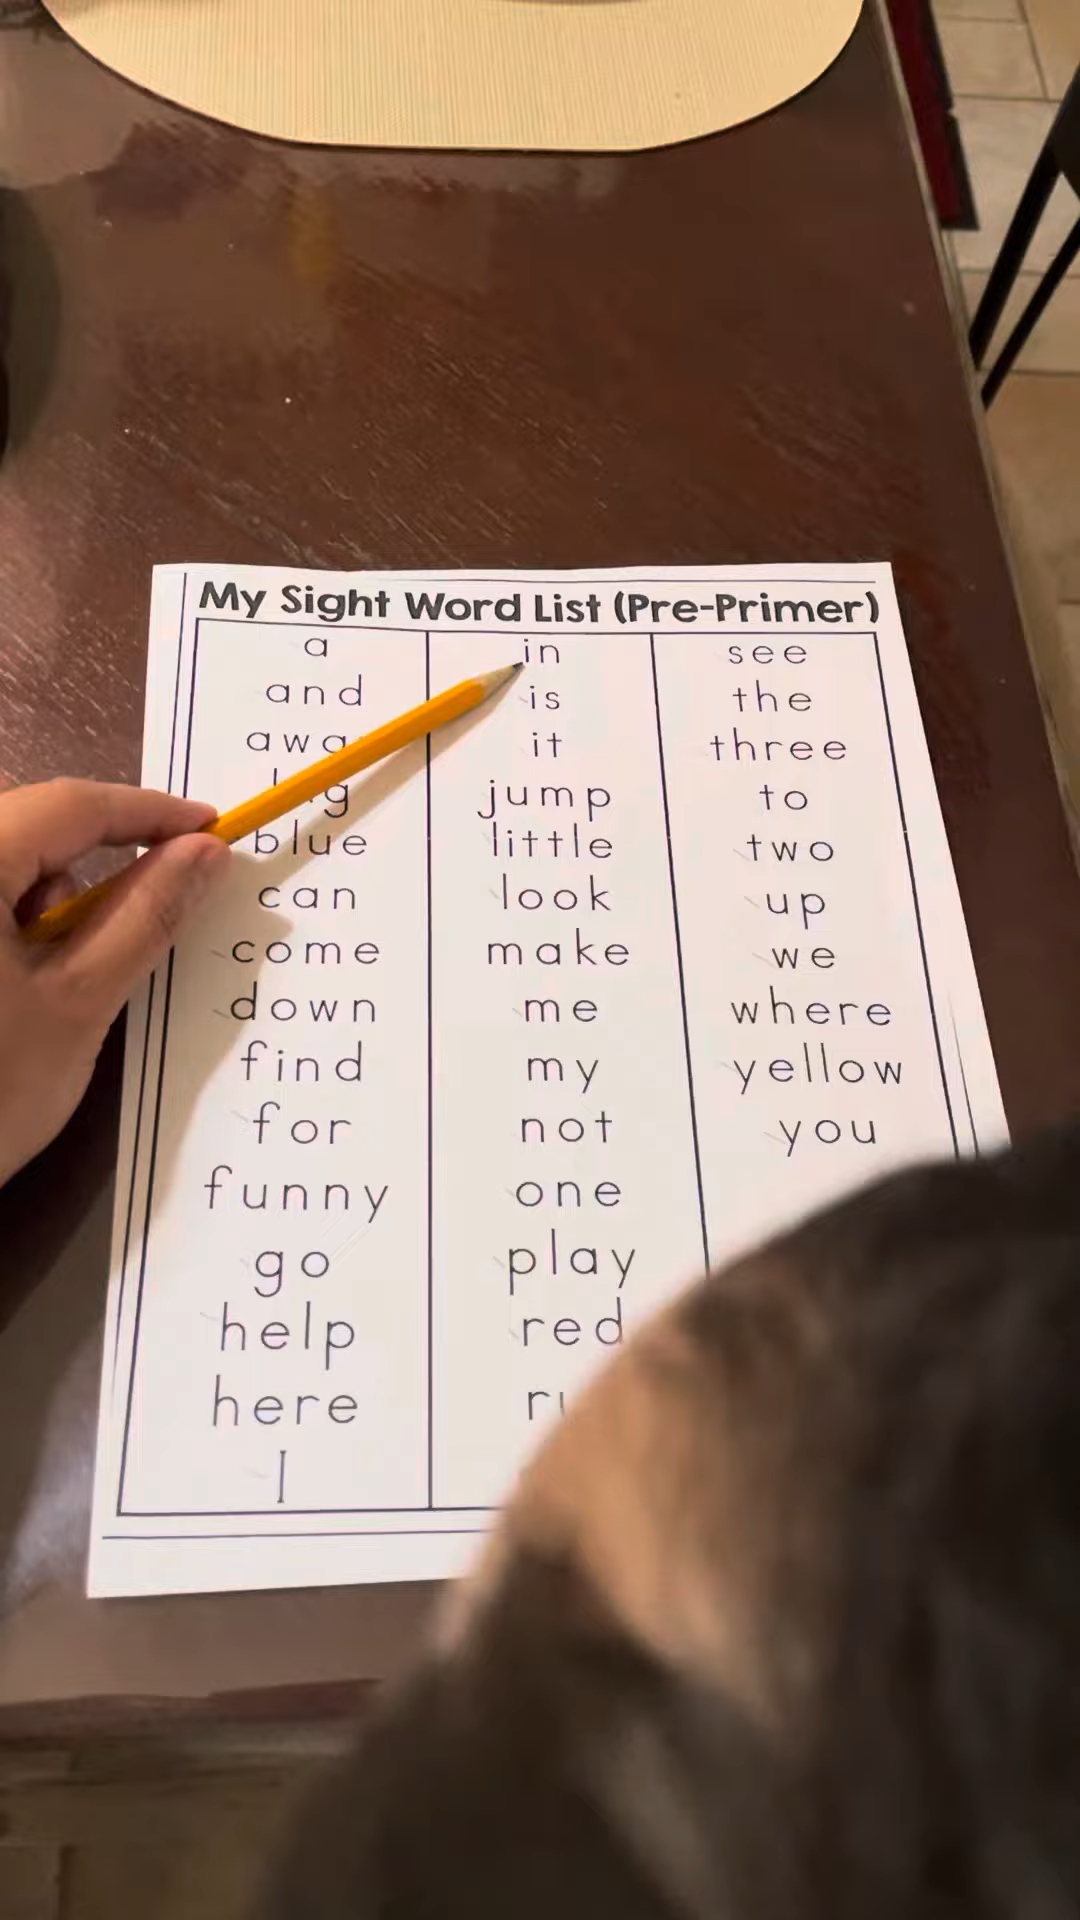 My Sight Word List (Pre-Primer)
a
and
blue
can
come
down
find
for
funny
go
help
here
I
in
is
it
jump
little
look
make
me
my
not
one
play
red
see
the
three
to
two
up
we
where
yellow
you